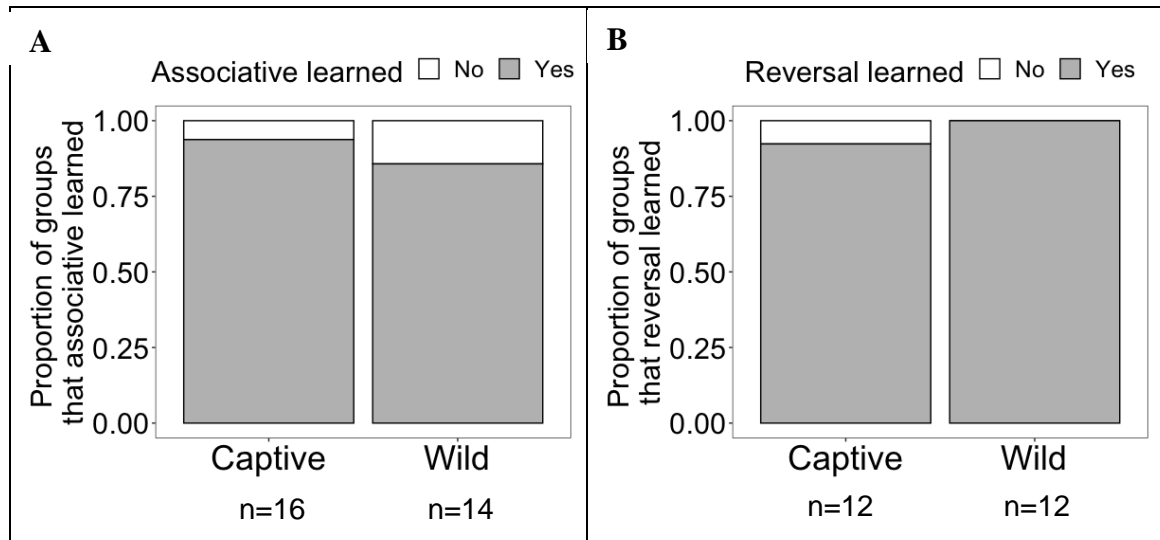 A
Associative learned No Yes
Proportion of groups
that associative learned
1.00
0.75
0.50
0.25
0.00
Captive Wild
n=16 n=14
B
Reversal learned No Yes
Proportion of groups
that reversal learned
1.00
0.75
0.50
0.25
0.00
Captive Wild
n=12 n=12